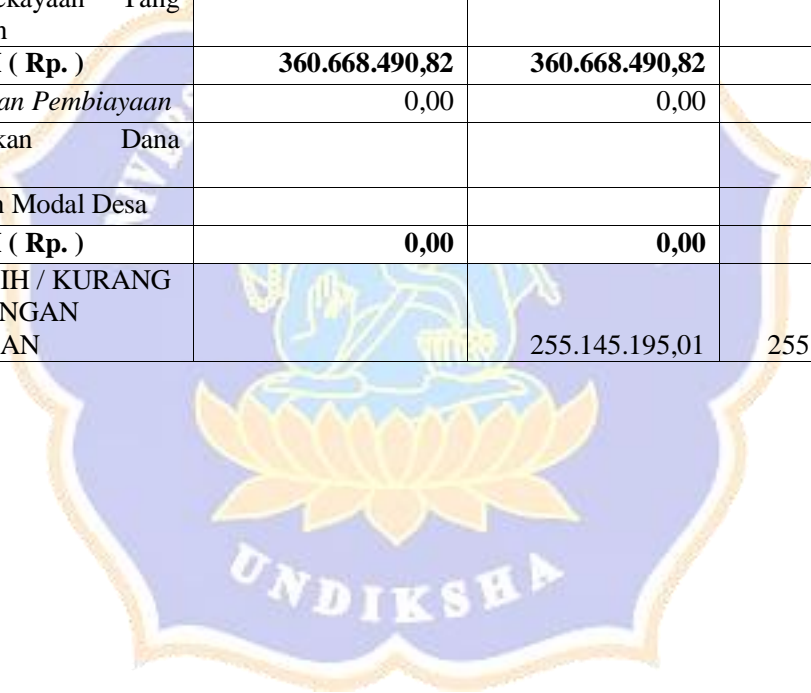 Yang
n
( Rp. ) 360.668.490,82 360.668.490,82
an Pembiayaan 0,00 0,00
kan Dana
n Modal Desa
( Rp. ) 0,00 0,00
IH / KURANG
NGAN
AN 255.145.195,01 255
UNDIKSHA